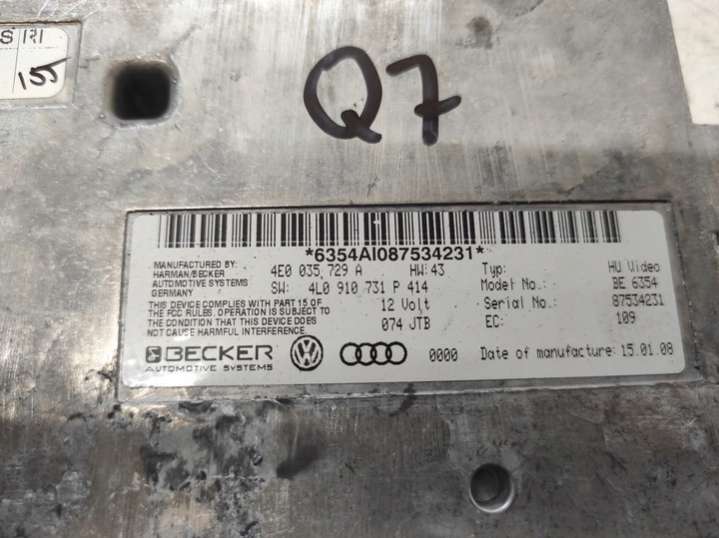 S RI
155
Q7
*6354AI087534231*
MANUFACTURED BY:
HARMAN/BECKER
AUTOMOTIVE SYSTEMS
GERMANY
4E0 035 729 A HW:43
SW: 4L0 910 731 P 414
THIS DEVICE COMPLIES WITH PART 15 OF
THE FCC RULES. OPERATION IS SUBJECT TO
THE CONDITION THAT THIS DEVICE DOES
NOT CAUSE HARMFUL INTERFERENCE.
12 Volt
074 JTB
Typ: HU Video
Model No.: BE 6354
Serial No.: 87534231
EC: 109
BECKER
AUTOMOTIVE SYSTEMS
0000 Date of manufacture: 15.01.08